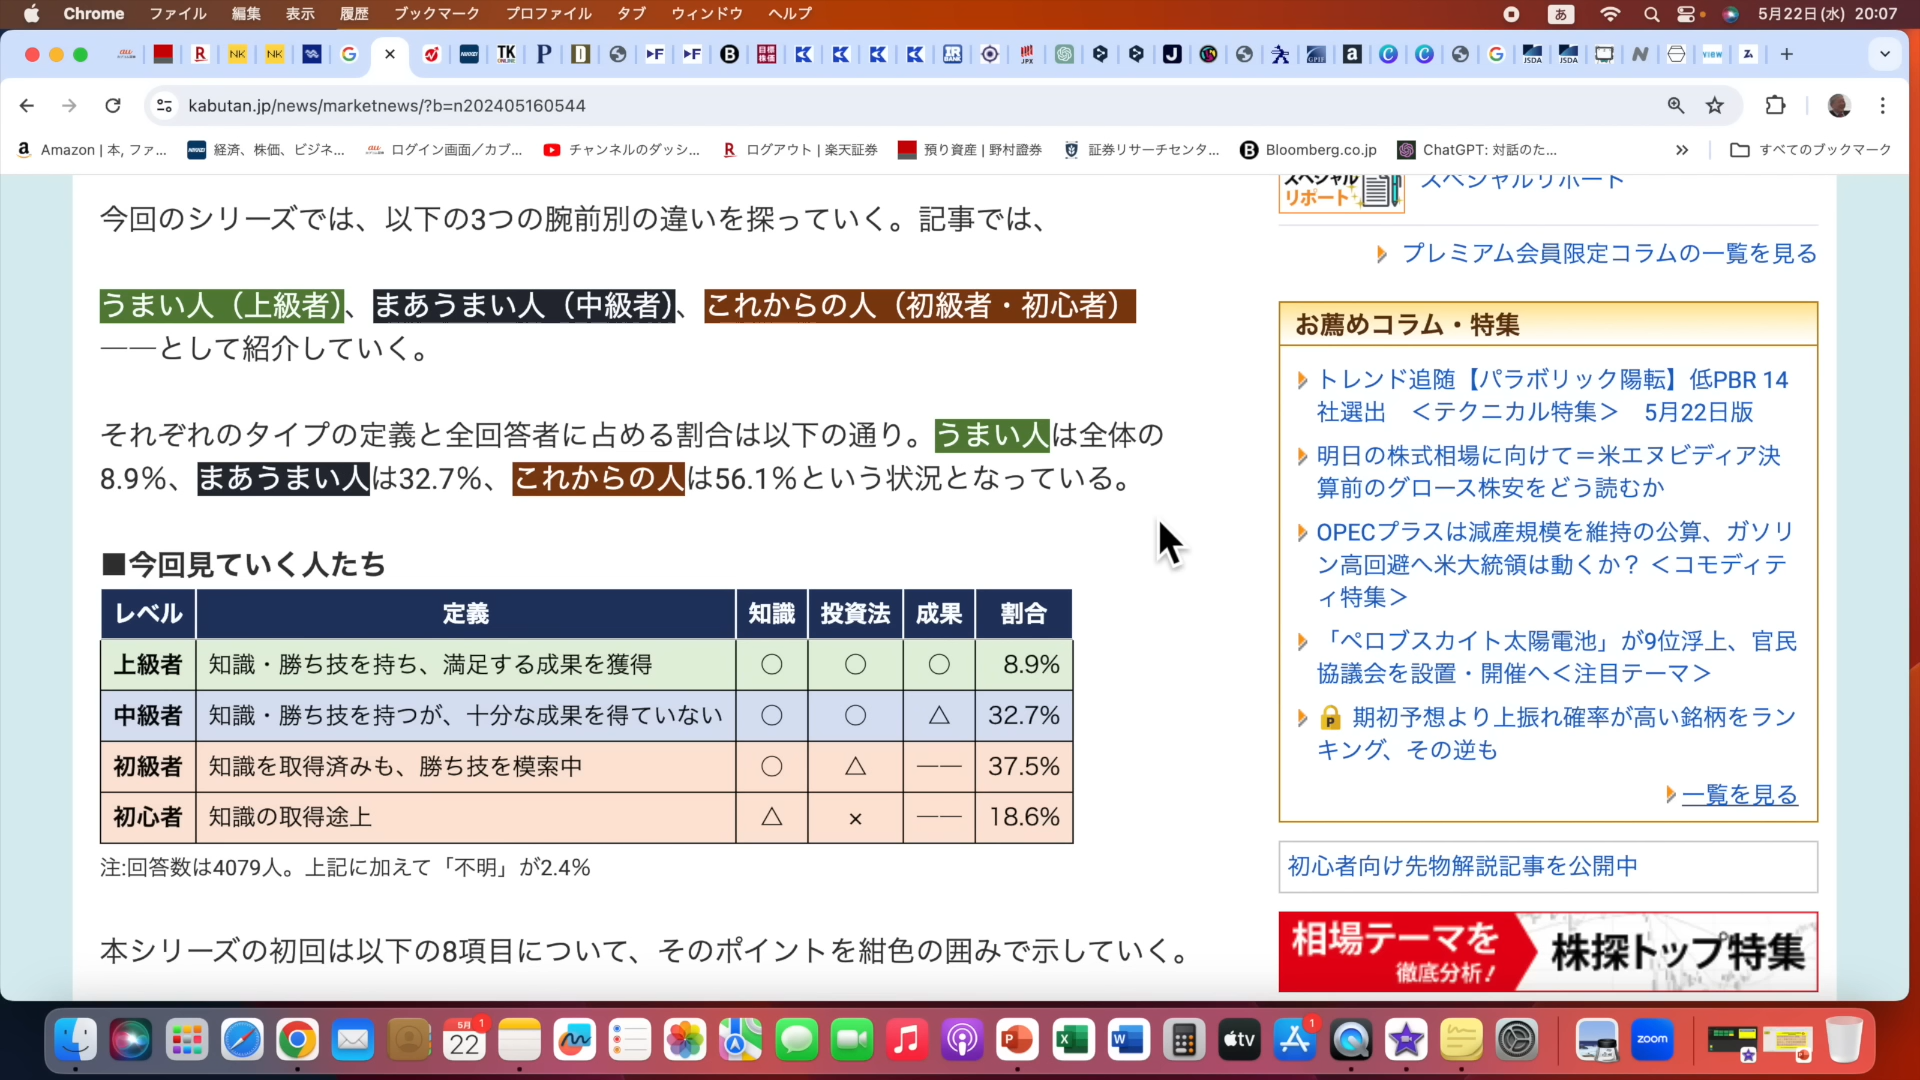 Chrome ファイル 編集 表示 履歴 ブックマーク プロファイル タブ ウィンドウ ヘルプ あ 5月22日(水) 20:07
kabutan.jp/news/marketnews/?b=n202405160544
Amazon | 本, ファ... 経済、株価、ビジネ... ログイン画面／カブ... チャンネルのダッシ... ログアウト | 楽天証券 預り資産 | 野村證券 証券リサーチセンタ... Bloomberg.co.jp ChatGPT: 対話のた... » すべてのブックマーク
今回のシリーズでは、以下の3つの腕前別の違いを探っていく。記事では、
うまい人（上級者）、まあうまい人（中級者）、これからの人（初級者・初心者）
――として紹介していく。
それぞれのタイプの定義と全回答者に占める割合は以下の通り。うまい人は全体の
8.9％、まあうまい人は32.7％、これからの人は56.1％という状況となっている。
■今回見ていく人たち
レベル 定義 知識 投資法 成果 割合
上級者 知識・勝ち技を持ち、満足する成果を獲得 ○ ○ ○ 8.9%
中級者 知識・勝ち技を持つが、十分な成果を得ていない ○ ○ △ 32.7%
初級者 知識を取得済みも、勝ち技を模索中 ○ △ ―― 37.5%
初心者 知識の取得途上 △ × ―― 18.6%
注:回答数は4079人。上記に加えて「不明」が2.4％
本シリーズの初回は以下の8項目について、そのポイントを紺色の囲みで示していく。
スペシャル
リポート
スペシャルリポート
プレミアム会員限定コラムの一覧を見る
お薦めコラム・特集
トレンド追随【パラボリック陽転】低PBR 14
社選出　＜テクニカル特集＞　5月22日版
明日の株式相場に向けて＝米エヌビディア決
算前のグロース株安をどう読むか
OPECプラスは減産規模を維持の公算、ガソリ
ン高回避へ米大統領は動くか？ ＜コモディテ
ィ特集＞
「ペロブスカイト太陽電池」が9位浮上、官民
協議会を設置・開催へ＜注目テーマ＞
P 期初予想より上振れ確率が高い銘柄をラン
キング、その逆も
一覧を見る
初心者向け先物解説記事を公開中
相場テーマを
徹底分析！
株探トップ特集
5月 1
22
tv
1
zoom